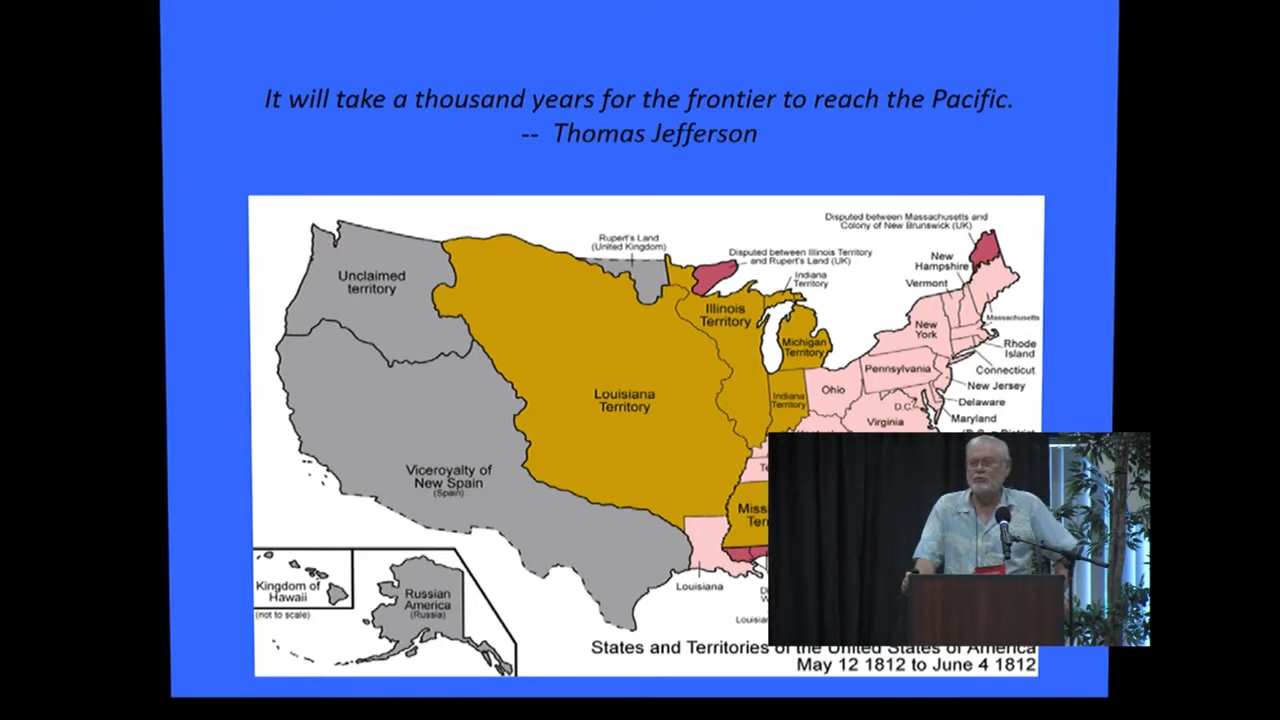 It will take a thousand years for the frontier to reach the Pacific.
-- Thomas Jefferson
Disputed between Massachusetts and
Colony of New Brunswick (UK)
Rupert's Land
(United Kingdom)
Disputed between Illinois Territory
and Rupert's Land (UK)
New
Hampshire
Indiana
Territory
Unclaimed
territory
Vermont
Illinois
Territory
Massachusetts
New
York
Michigan
Territory
Rhode
Island
Pennsylvania
Connecticut
New Jersey
Ohio
Louisiana
Territory
Indiana
Territory
D.C.
Delaware
Virginia
Maryland
Viceroyalty of
New Spain
(Spain)
Kingdom of
Hawaii
(not to scale)
Russian
America
(Russia)
Louisiana
States and Territories of the United States of America
May 12 1812 to June 4 1812